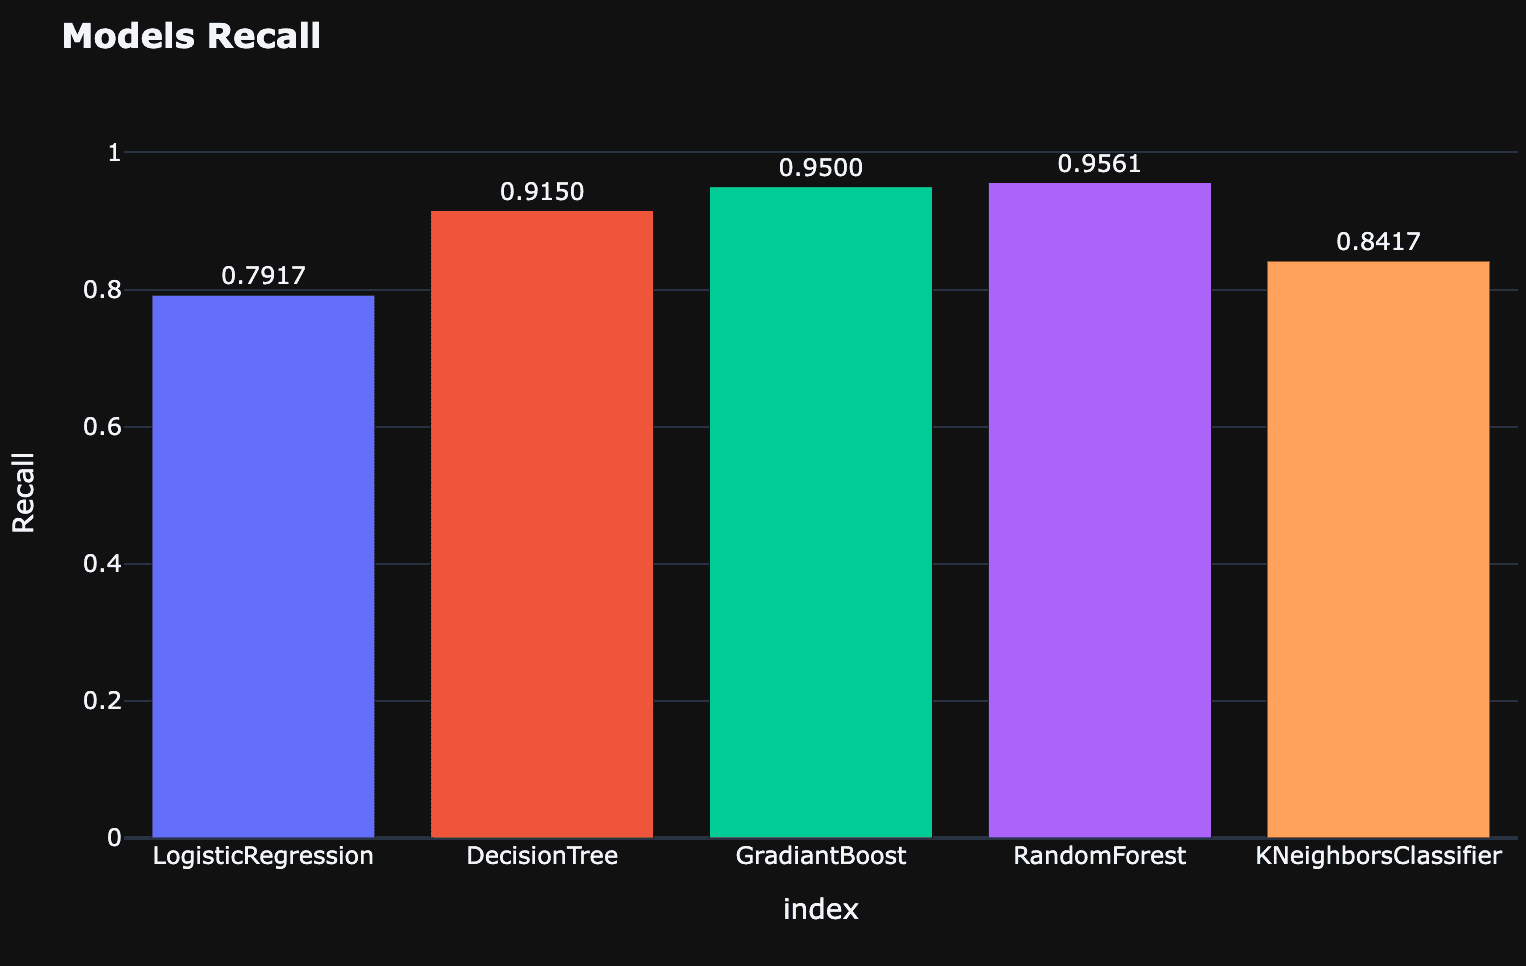 Models Recall
1
0.9500
0.9561
0.9150
0.8417
0.7917
0.8
0.6
Recall
0.4
0.2
0
LogisticRegression
DecisionTree
GradiantBoost
RandomForest
KNeighborsClassifier
index